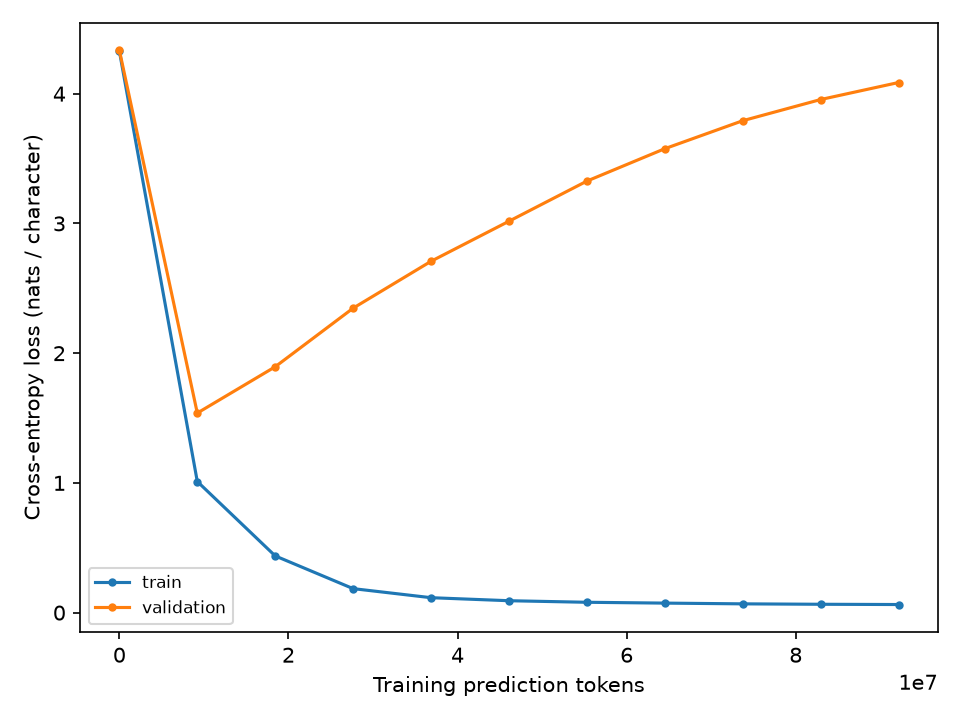 Cross-entropy loss (nats / character)
4
3
2
1
0
train
validation
0 2 4 6 8
1e7
Training prediction tokens